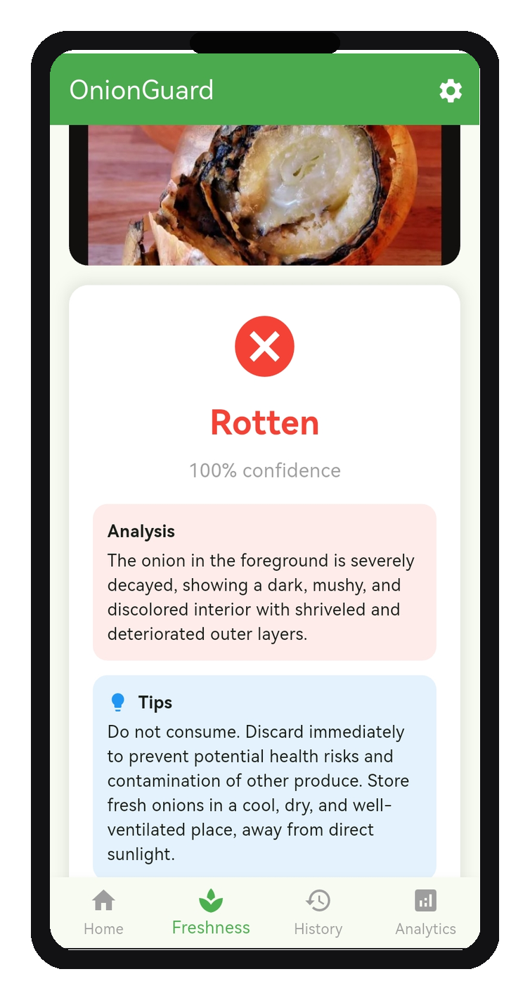 OnionGuard
Rotten
100% confidence
Analysis
The onion in the foreground is severely
decayed, showing a dark, mushy, and
discolored interior with shriveled and
deteriorated outer layers.
Tips
Do not consume. Discard immediately
to prevent potential health risks and
contamination of other produce. Store
fresh onions in a cool, dry, and well-
ventilated place, away from direct
sunlight.
Home
Freshness
History
Analytics